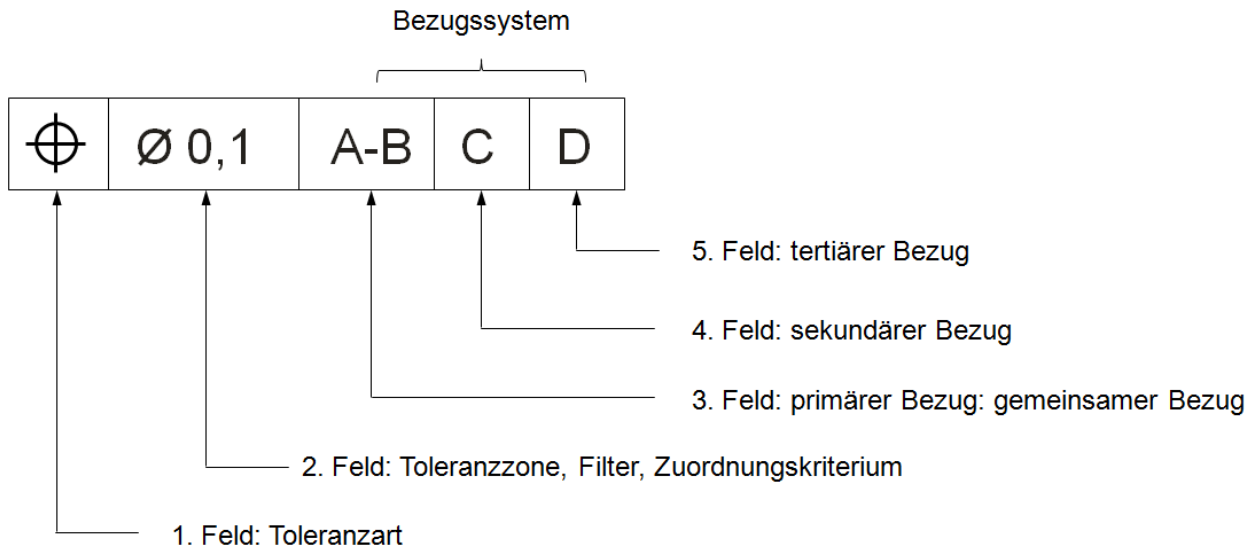 Bezugssystem
⌖ Ø 0,1 A-B C D
5. Feld: tertiärer Bezug
4. Feld: sekundärer Bezug
3. Feld: primärer Bezug: gemeinsamer Bezug
2. Feld: Toleranzzone, Filter, Zuordnungskriterium
1. Feld: Toleranzart